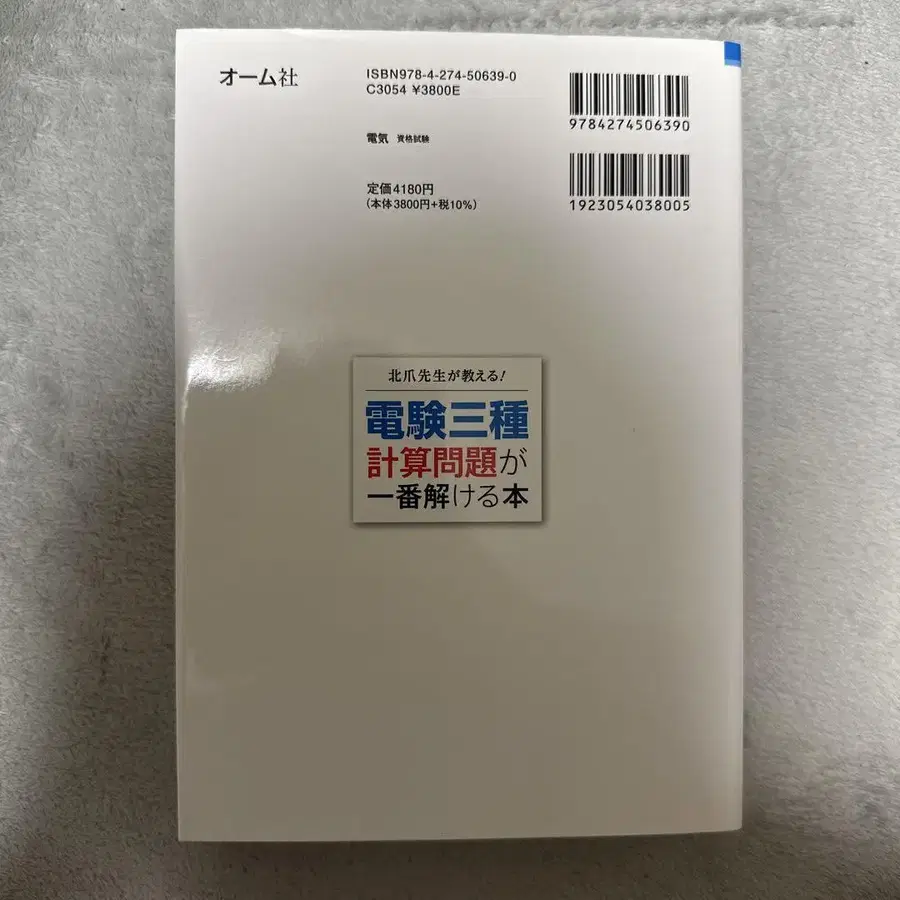 オーム社
ISBN978-4-274-50639-0
C3054 ¥3800E
電気 資格試験
定価4180円
(本体3800円+税10%)
9784274506390
1923054038005
北爪先生が教える!
電験三種
計算問題が
一番解ける本